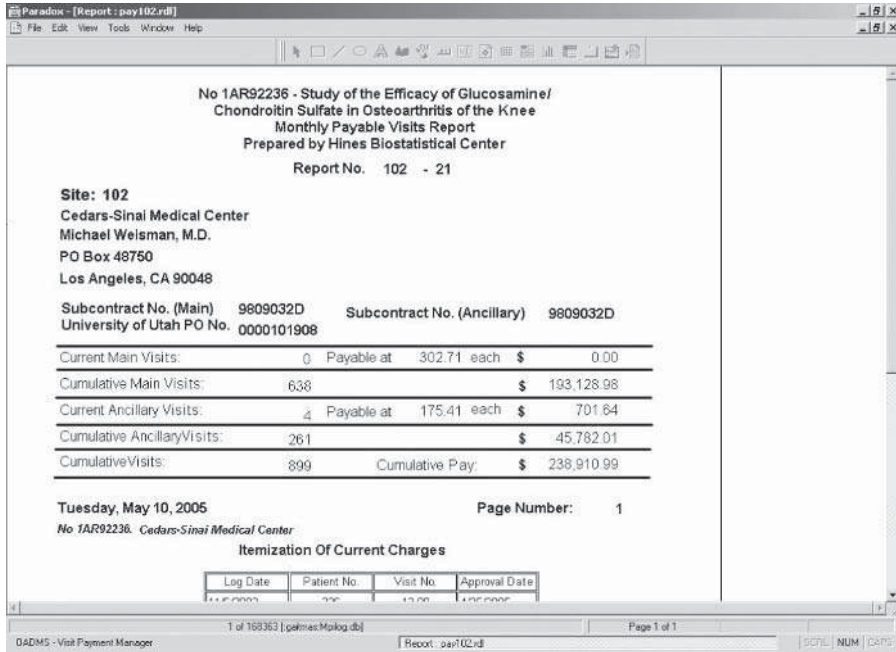 Paradox - [Report : pay102.rdl]
File Edit View Tools Window Help
No 1AR92236 - Study of the Efficacy of Glucosamine/
Chondroitin Sulfate in Osteoarthritis of the Knee
Monthly Payable Visits Report
Prepared by Hines Biostatistical Center
Report No. 102 - 21
Site: 102
Cedars-Sinai Medical Center
Michael Weisman, M.D.
PO Box 48750
Los Angeles, CA 90048
Subcontract No. (Main) 9809032D Subcontract No. (Ancillary) 9809032D
University of Utah PO No. 0000101908
Current Main Visits: 0 Payable at 302.71 each $ 0.00
Cumulative Main Visits: 638 $ 193,128.98
Current Ancillary Visits: 4 Payable at 175.41 each $ 701.64
Cumulative AncillaryVisits: 261 $ 45,782.01
CumulativeVisits: 899 Cumulative Pay: $ 238,910.99
Tuesday, May 10, 2005 Page Number: 1
No 1AR92236. Cedars-Sinai Medical Center
Itemization Of Current Charges
Log Date Patient No. Visit No. Approval Date
1 of 168363 Page 1 of 1
OADMS - Visit Payment Manager Report : pay102.rdl SCRL NUM CAPS